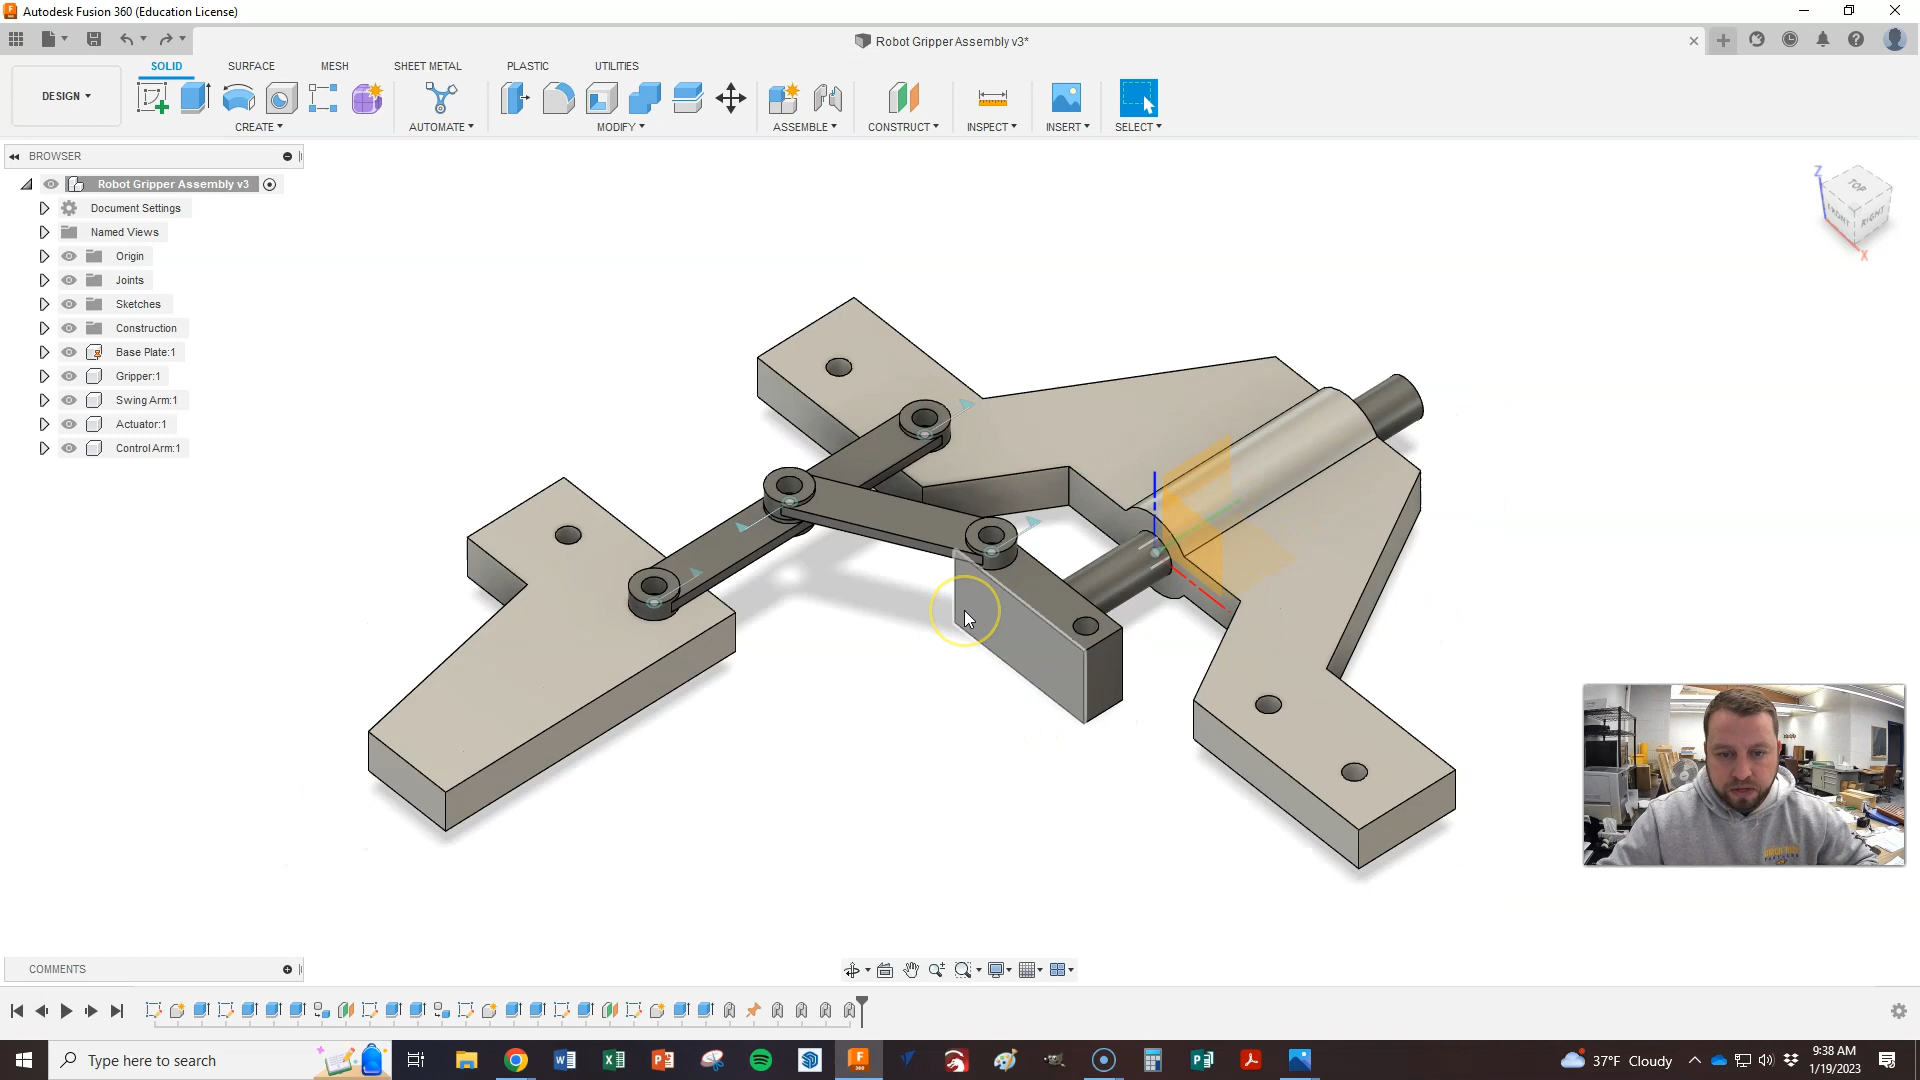 Autodesk Fusion 360 (Education License)
Robot Gripper Assembly v3*
DESIGN
SOLID
SURFACE
MESH
SHEET METAL
PLASTIC
UTILITIES
CREATE
AUTOMATE
MODIFY
ASSEMBLE
CONSTRUCT
INSPECT
INSERT
SELECT
BROWSER
Robot Gripper Assembly v3
Document Settings
Named Views
Origin
Joints
Sketches
Construction
Base Plate:1
Gripper:1
Swing Arm:1
Actuator:1
Control Arm:1
Z
TOP
FRONT
RIGHT
X
COMMENTS
Type here to search
37°F Cloudy
9:38 AM
1/19/2023